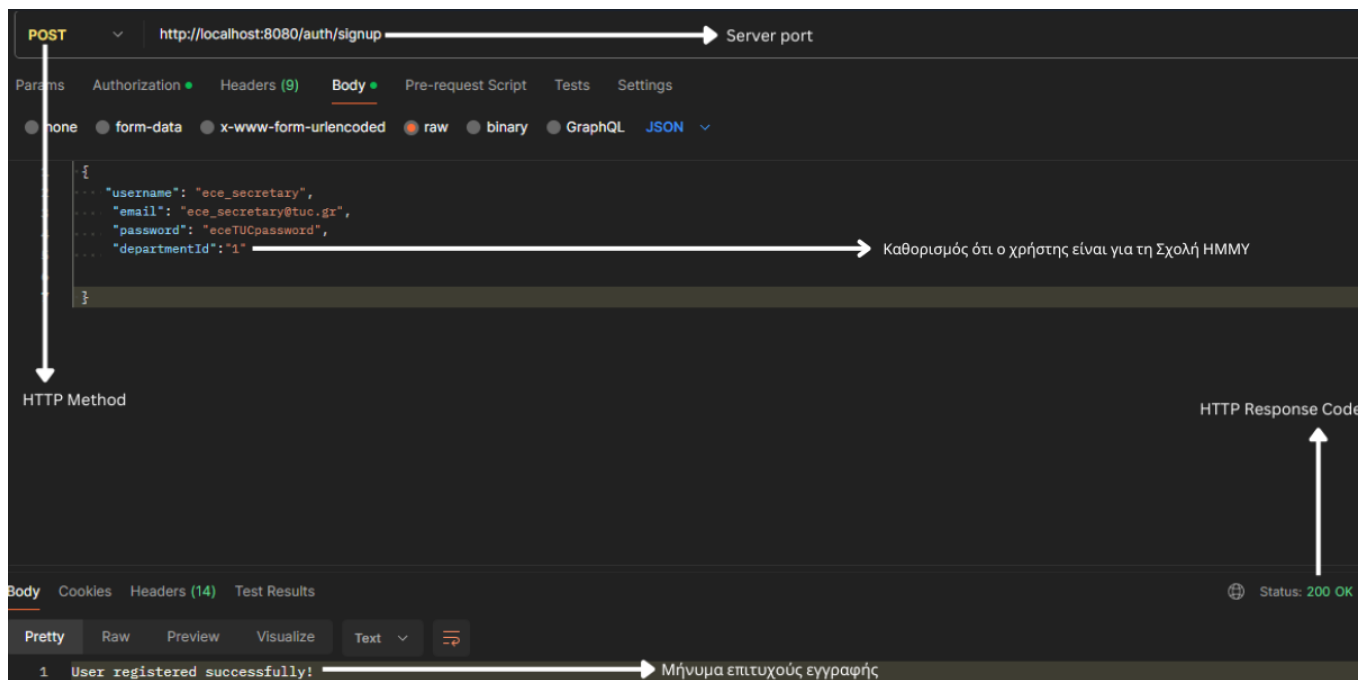 POST http://localhost:8080/auth/signup Server port
Params Authorization Headers (9) Body Pre-request Script Tests Settings
none form-data x-www-form-urlencoded raw binary GraphQL JSON
{
"username": "ece_secretary",
"email": "ece_secretary@tuc.gr",
"password": "eceTUCpassword",
"departmentId":"1" Καθορισμός ότι ο χρήστης είναι για τη Σχολή ΗΜΜΥ
}
HTTP Method
HTTP Response Code
Body Cookies Headers (14) Test Results Status: 200 OK
Pretty Raw Preview Visualize Text
1 User registered successfully! Μήνυμα επιτυχούς εγγραφής